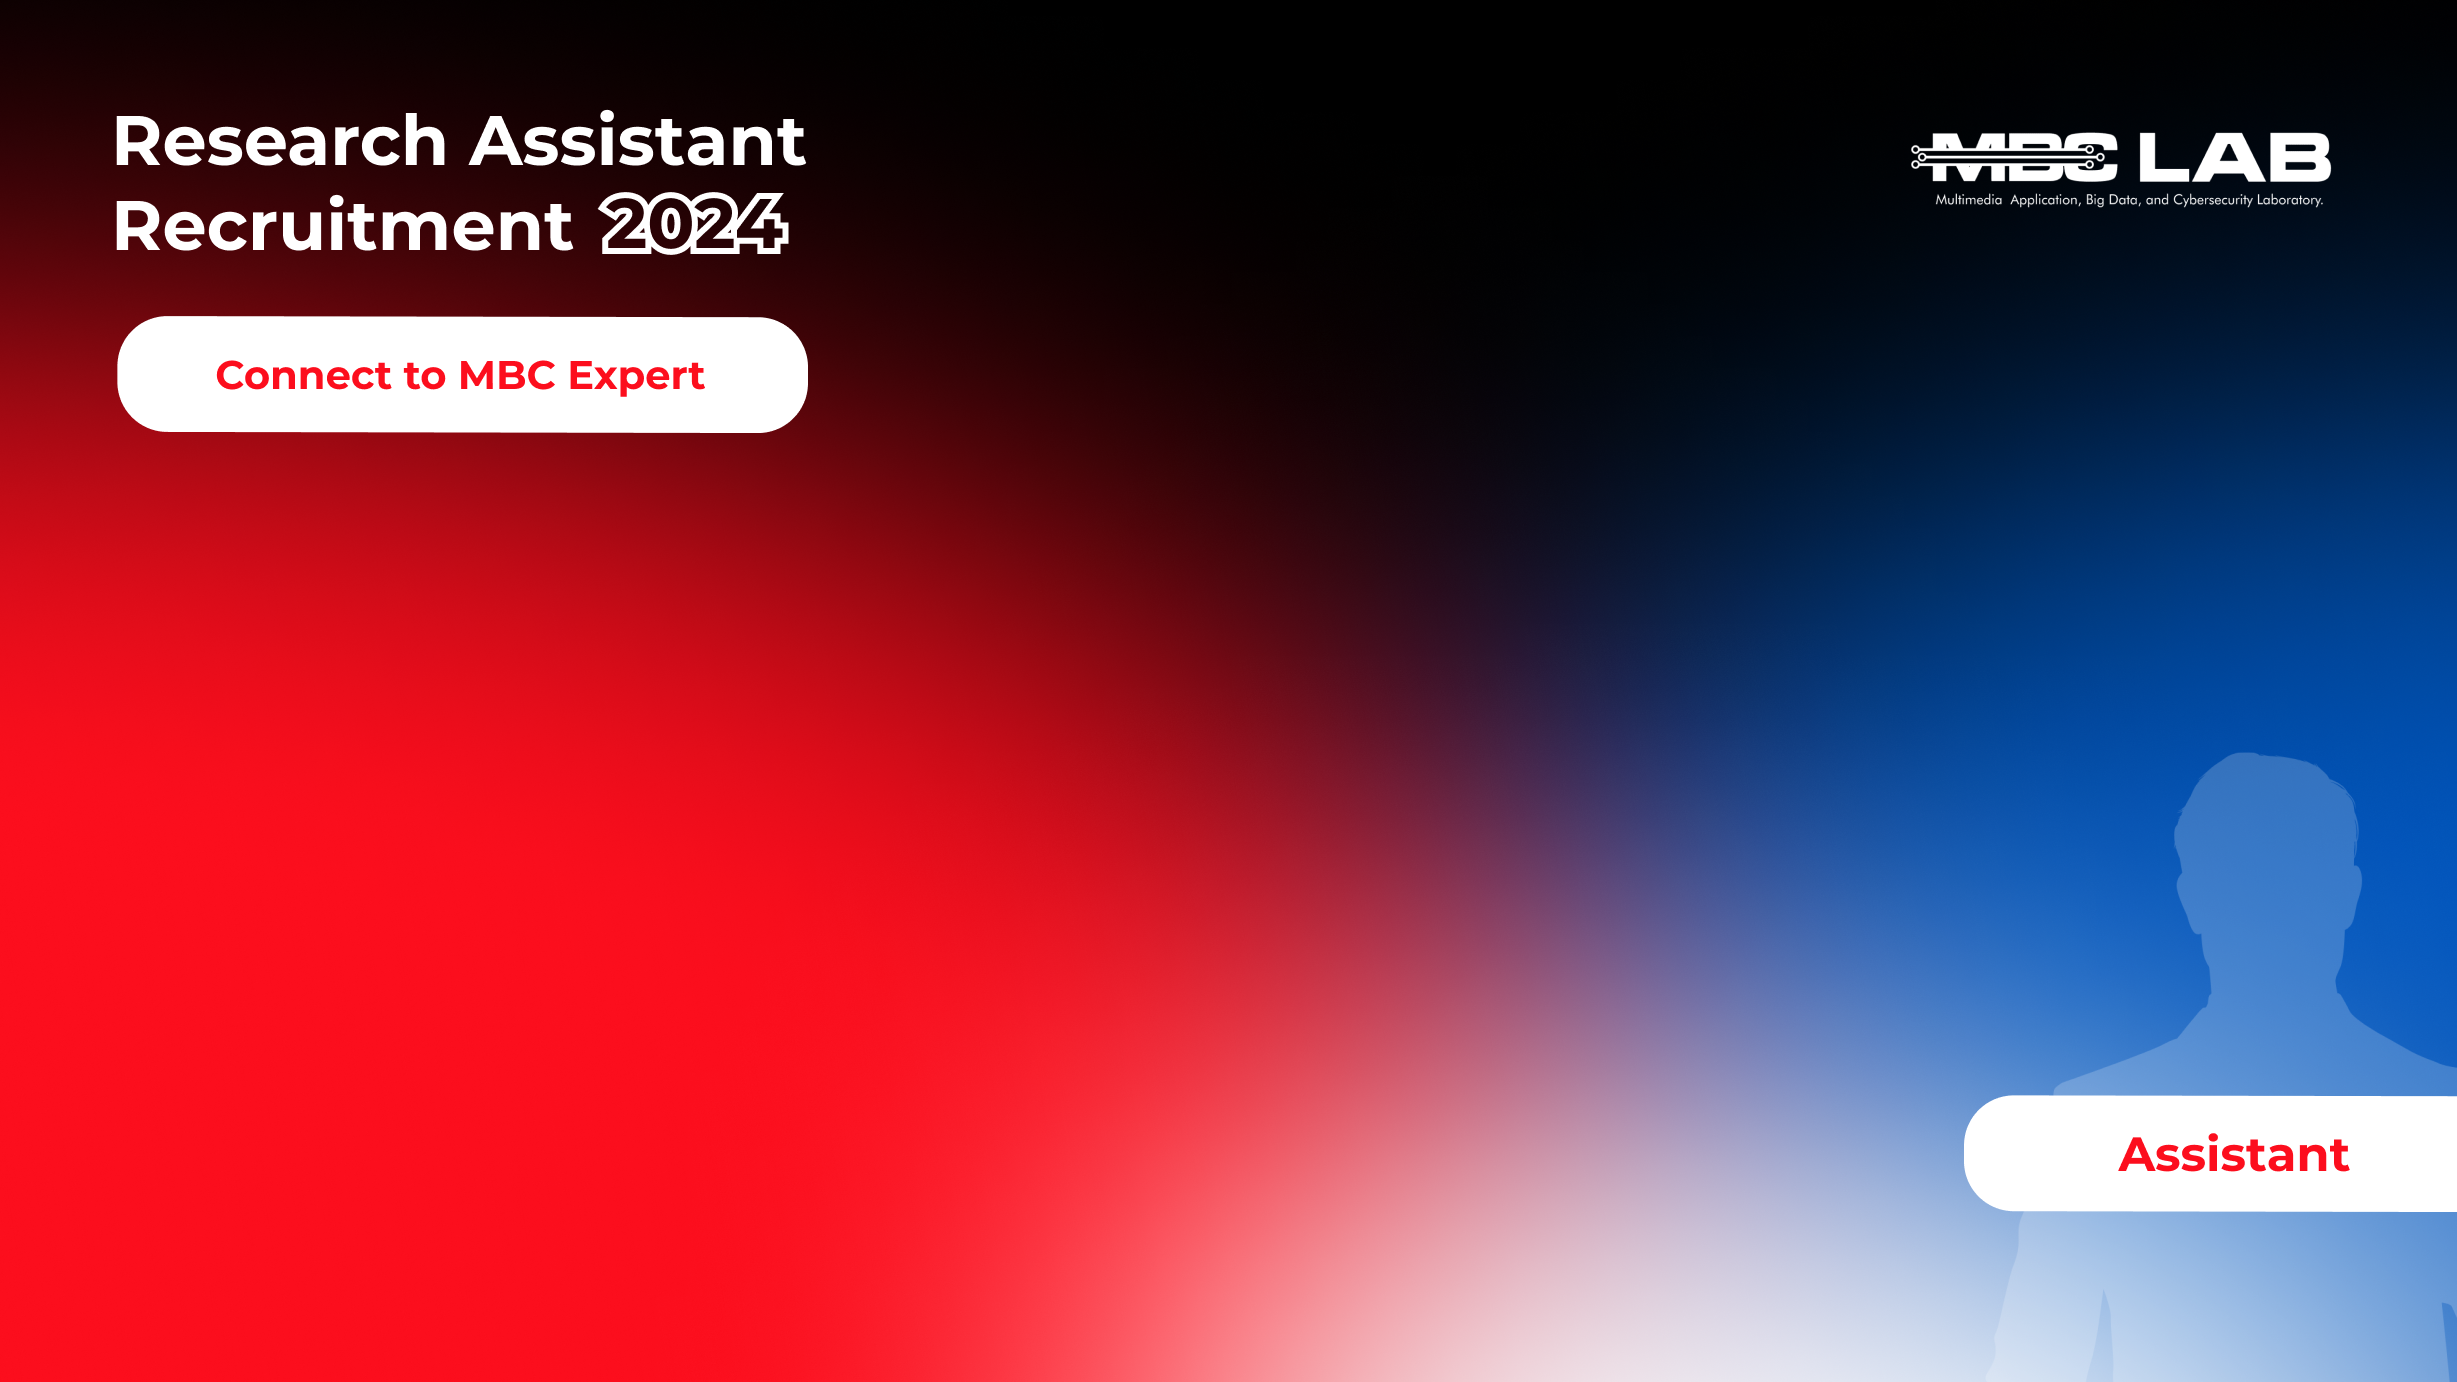 Research Assistant
Recruitment 2024
MBC LAB
Multimedia Application, Big Data, and Cybersecurity Laboratory.
Connect to MBC Expert
Assistant